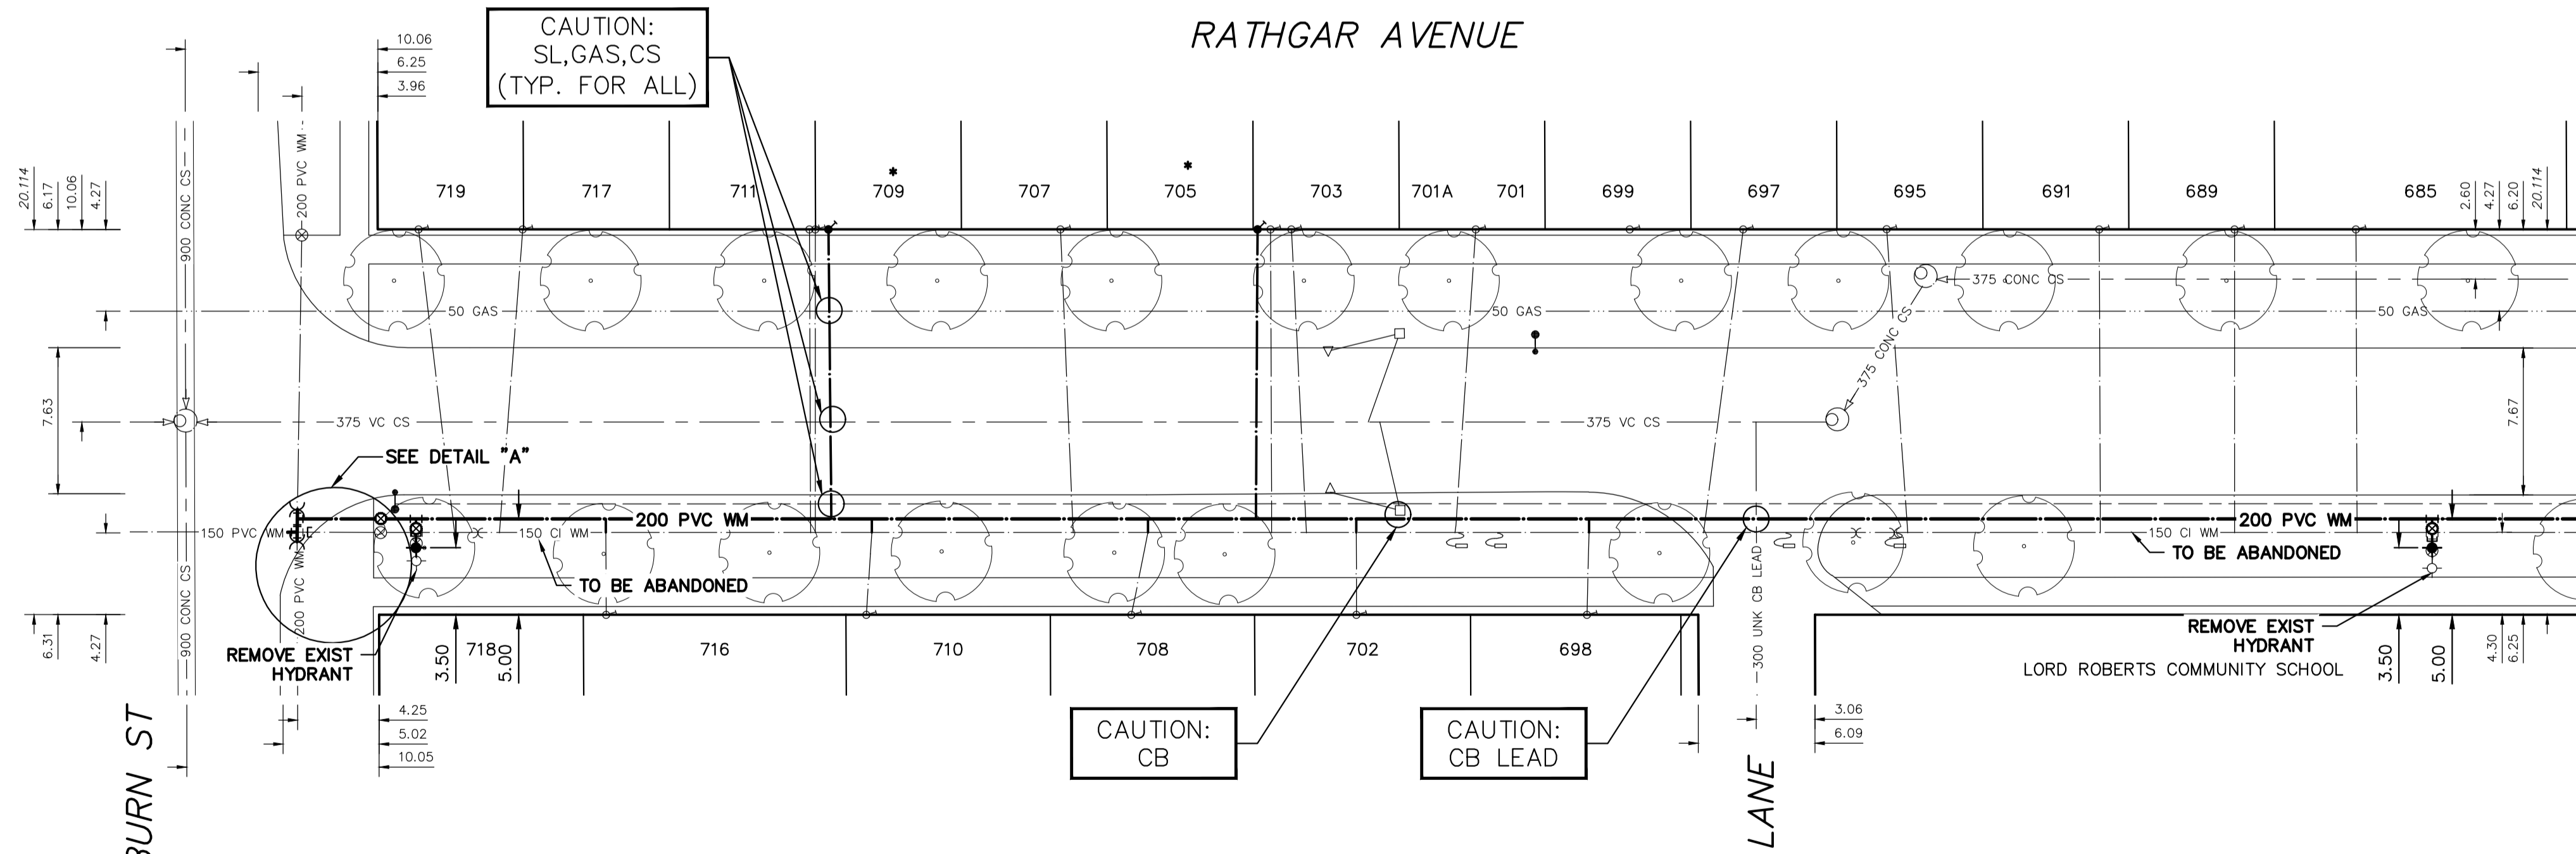 RATHGAR AVENUE
CAUTION:
SL,GAS,CS
(TYP. FOR ALL)
10.06
6.25
3.96
20.114
6.17
10.06
4.27
900 CONC CS
200 PVC WM
719
717
711
*
709
707
*
705
703
701A
701
699
697
695
691
689
685
2.60
4.27
6.20
20.114
375 CONC CS
50 GAS
50 GAS
50 GAS
375 CONC CS
7.63
7.67
375 VC CS
375 VC CS
SEE DETAIL "A"
200 PVC WM
200 PVC WM
150 PVC WM
150 CI WM
150 CI WM
TO BE ABANDONED
TO BE ABANDONED
900 CONC CS
200 PVC WM
300 UNK CB LEAD
6.31
4.27
REMOVE EXIST
HYDRANT
718
3.50
5.00
716
710
708
702
698
REMOVE EXIST
HYDRANT
LORD ROBERTS COMMUNITY SCHOOL
3.50
5.00
4.30
6.25
4.25
5.02
10.05
CAUTION:
CB
CAUTION:
CB LEAD
3.06
6.09
BURN ST
LANE